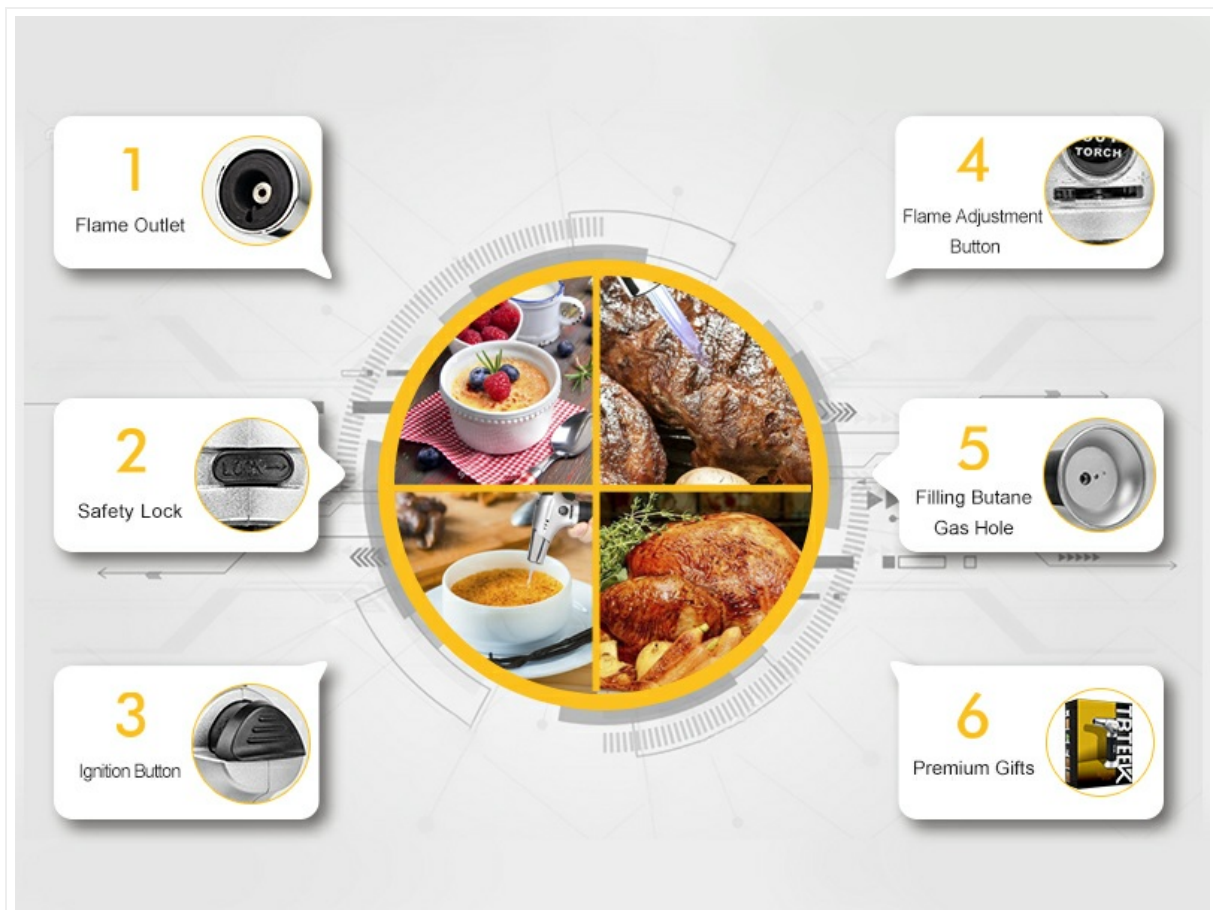 1
Flame Outlet
2
LOCK→
Safety Lock
3
Ignition Button
4
TORCH
Flame Adjustment
Button
5
Filling Butane
Gas Hole
6
TBTEEK
Premium Gifts